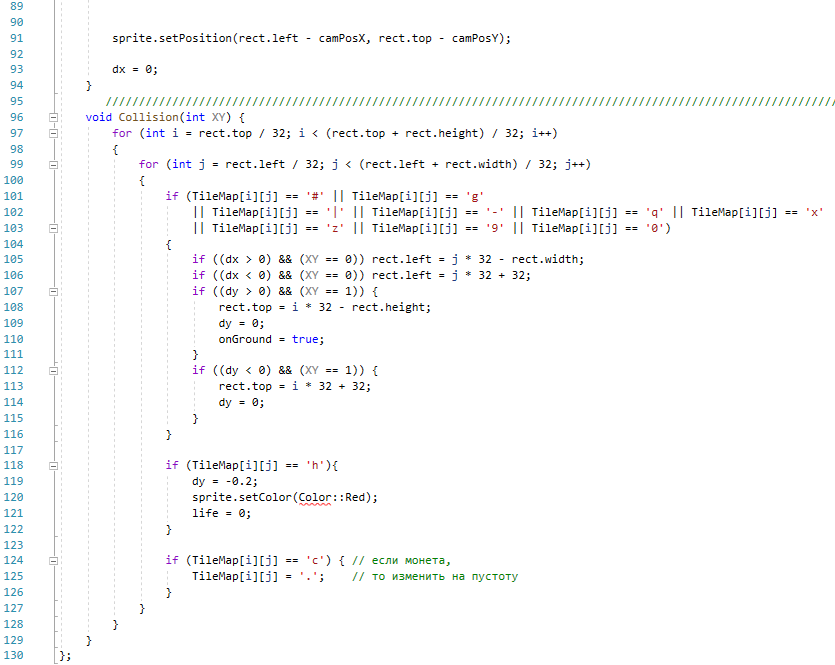 89
90
91 sprite.setPosition(rect.left - camPosX, rect.top - camPosY);
92
93 dx = 0;
94 }
95 //////////////////////////////////////////////////////////////////////////////////////////////////////////////
96 void Collision(int XY) {
97 for (int i = rect.top / 32; i < (rect.top + rect.height) / 32; i++)
98 {
99 for (int j = rect.left / 32; j < (rect.left + rect.width) / 32; j++)
100 {
101 if (TileMap[i][j] == '#' || TileMap[i][j] == 'g'
102 || TileMap[i][j] == '|' || TileMap[i][j] == '-' || TileMap[i][j] == 'q' || TileMap[i][j] == 'x'
103 || TileMap[i][j] == 'z' || TileMap[i][j] == '9' || TileMap[i][j] == '0')
104 {
105 if ((dx > 0) && (XY == 0)) rect.left = j * 32 - rect.width;
106 if ((dx < 0) && (XY == 0)) rect.left = j * 32 + 32;
107 if ((dy > 0) && (XY == 1)) {
108 rect.top = i * 32 - rect.height;
109 dy = 0;
110 onGround = true;
111 }
112 if ((dy < 0) && (XY == 1)) {
113 rect.top = i * 32 + 32;
114 dy = 0;
115 }
116 }
117
118 if (TileMap[i][j] == 'h'){
119 dy = -0.2;
120 sprite.setColor(Color::Red);
121 life = 0;
122 }
123
124 if (TileMap[i][j] == 'c') { // если монета,
125 TileMap[i][j] = '.'; // то изменить на пустоту
126 }
127 }
128 }
129 }
130 };